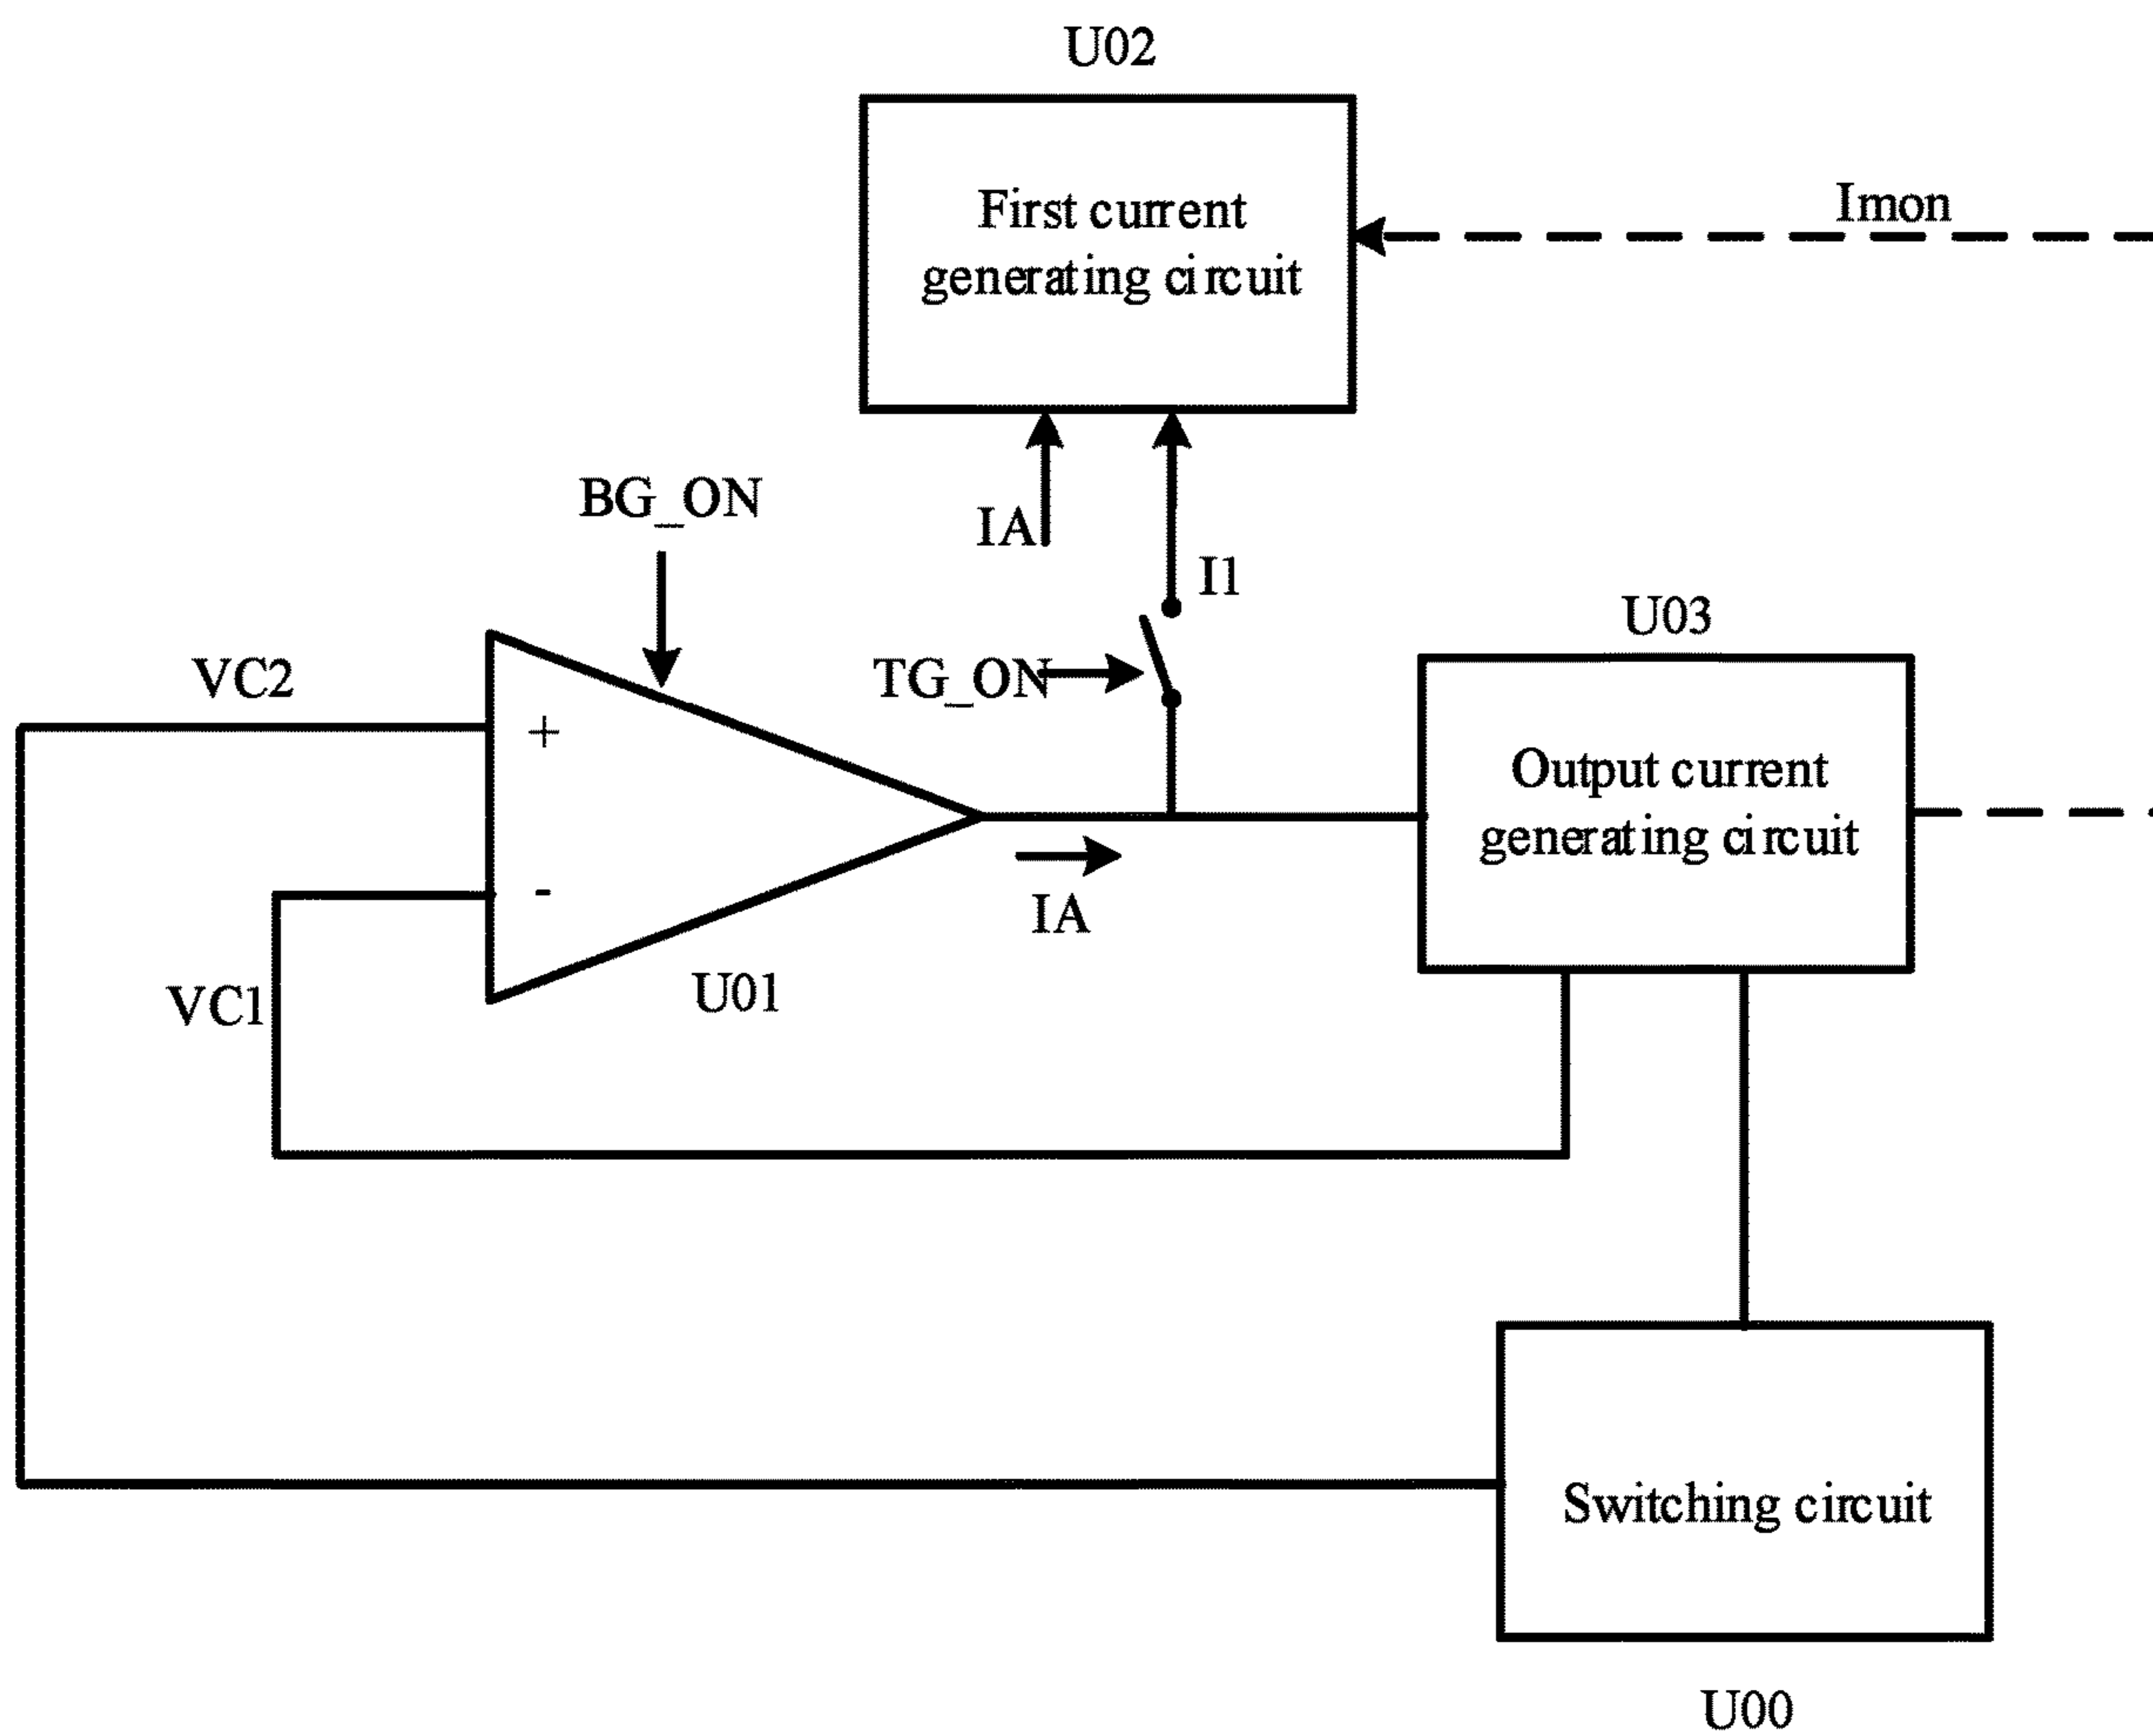 U02
First current
generating circuit
Imon
IA
I1
BG_ON
TG_ON
U03
VC2
+
Output current
generating circuit
-
IA
VC1
U01
Switching circuit
U00